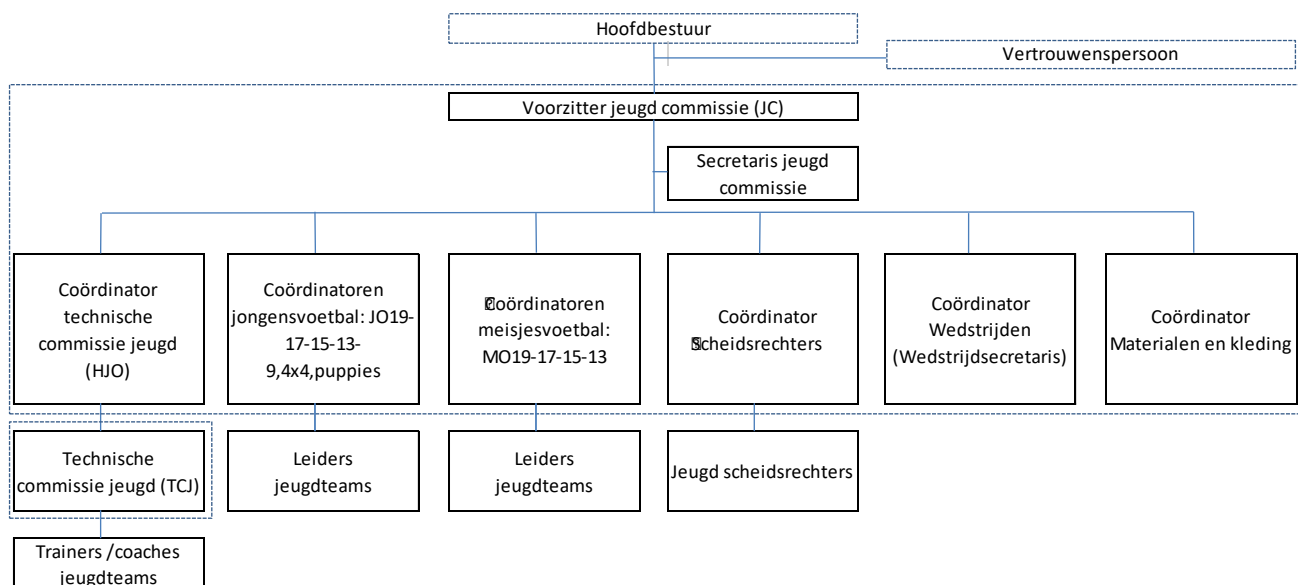 Hoofdbestuur
Vertrouwenspersoon
Voorzitter jeugd commissie (JC)
Secretaris jeugd
commissie
Coördinator
technische
commissie jeugd
(HJO)
Coördinatoren
jongensvoetbal: JO19-
17-15-13-
9,4x4,puppies
Coördinatoren
meisjesvoetbal:
MO19-17-15-13
Coördinator
Scheidsrechters
Coördinator
Wedstrijden
(Wedstrijdsecretaris)
Coördinator
Materialen en kleding
Technische
commissie jeugd (TCJ)
Leiders
jeugdteams
Leiders
jeugdteams
Jeugd scheidsrechters
Trainers /coaches
jeugdteams